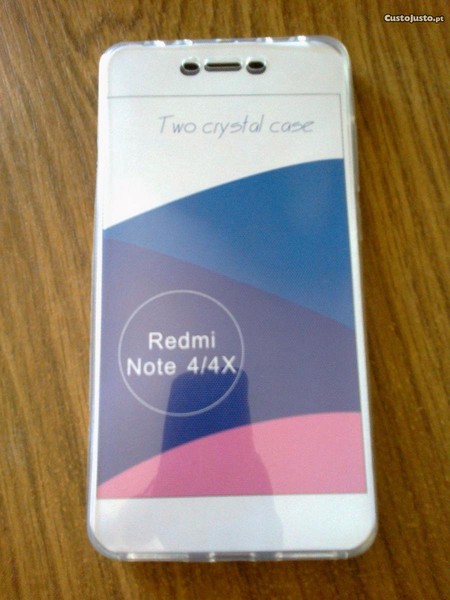 CustoJusto.pt
Two crystal case
Redmi
Note 4/4X